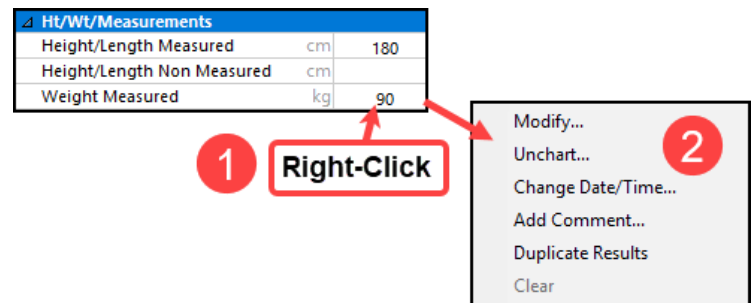 Ht/Wt/Measurements
Height/Length Measured cm 180
Height/Length Non Measured cm
Weight Measured kg 90
1 Right-Click
2
Modify...
Unchart...
Change Date/Time...
Add Comment...
Duplicate Results
Clear